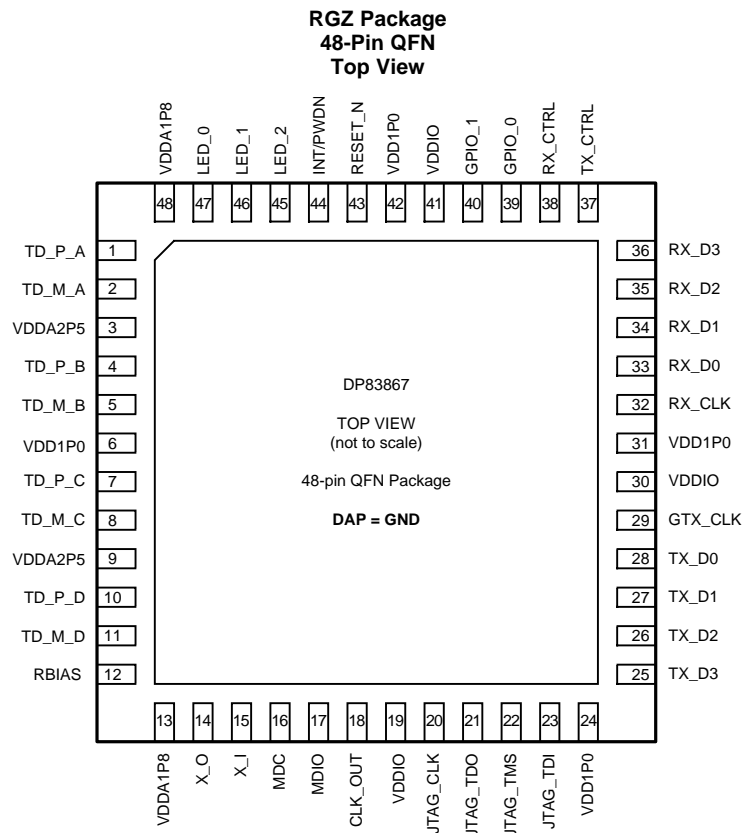 RGZ Package
48-Pin QFN
Top View
VDDA1P8
LED_0
LED_1
LED_2
INT/PWDN
RESET_N
VDD1P0
VDDIO
GPIO_1
GPIO_0
RX_CTRL
TX_CTRL
48 47 46 45 44 43 42 41 40 39 38 37
TD_P_A 1
TD_M_A 2
VDDA2P5 3
TD_P_B 4
TD_M_B 5
VDD1P0 6
TD_P_C 7
TD_M_C 8
VDDA2P5 9
TD_P_D 10
TD_M_D 11
RBIAS 12
DP83867
TOP VIEW
(not to scale)
48-pin QFN Package
DAP = GND
36 RX_D3
35 RX_D2
34 RX_D1
33 RX_D0
32 RX_CLK
31 VDD1P0
30 VDDIO
29 GTX_CLK
28 TX_D0
27 TX_D1
26 TX_D2
25 TX_D3
13 14 15 16 17 18 19 20 21 22 23 24
VDDA1P8
X_O
X_I
MDC
MDIO
CLK_OUT
VDDIO
JTAG_CLK
JTAG_TDO
JTAG_TMS
JTAG_TDI
VDD1P0